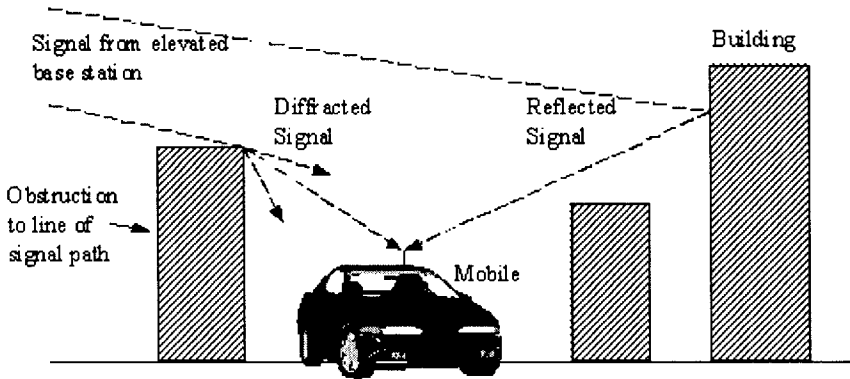 Signal from elevated
base station
Building
Diffracted
Signal
Reflected
Signal
Obstruction
to line of
signal path
Mobile